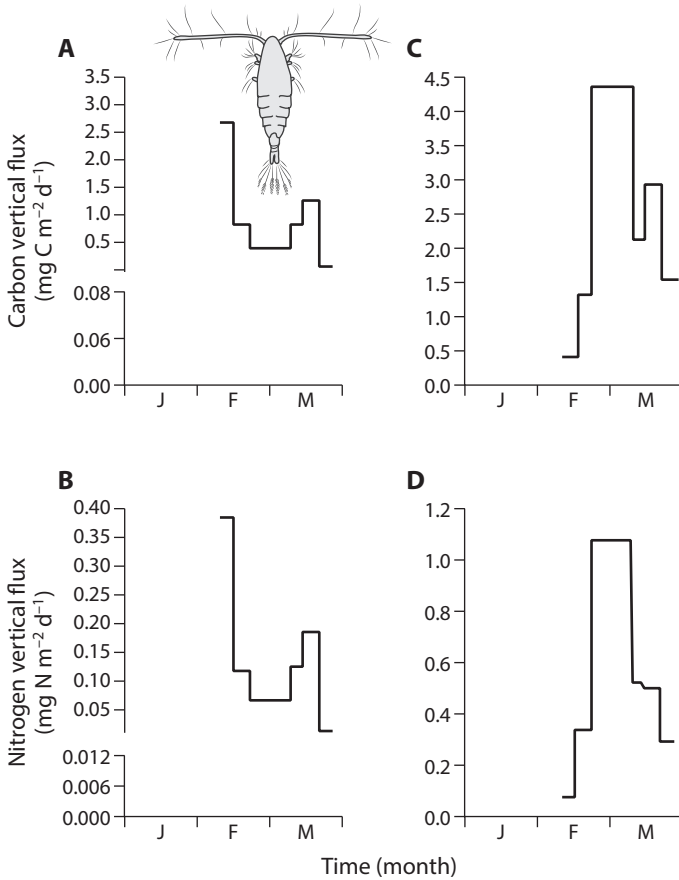 A
Carbon vertical flux
(mg C m⁻² d⁻¹)
3.5
3.0
2.5
2.0
1.5
1.0
0.5
0.08
0.06
0.00
J F M
C
4.5
4.0
3.5
3.0
2.5
2.0
1.5
1.0
0.5
0.0
J F M
B
Nitrogen vertical flux
(mg N m⁻² d⁻¹)
0.40
0.35
0.30
0.25
0.20
0.15
0.10
0.05
0.012
0.006
0.000
J F M
D
1.2
1.0
0.8
0.6
0.4
0.2
0.0
J F M
Time (month)